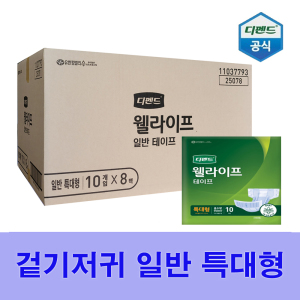 디펜드
공식
11037793
25078
디펜드
웰라이프
일반 테이프
일반 특대형
10 개입 X 8팩
디펜드
웰라이프
테이프
특대형
10
겉기저귀 일반 특대형